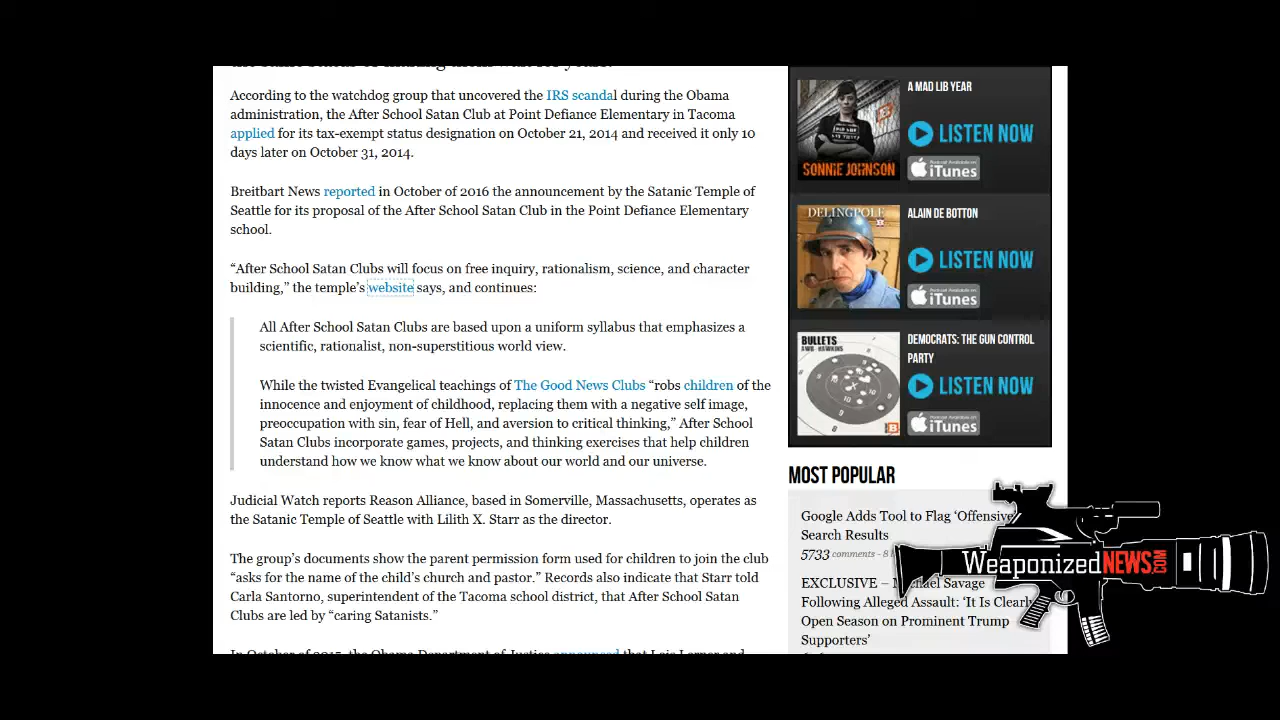 According to the watchdog group that uncovered the IRS scandal during the Obama
administration, the After School Satan Club at Point Defiance Elementary in Tacoma
applied for its tax-exempt status designation on October 21, 2014 and received it only 10
days later on October 31, 2014.
Breitbart News reported in October of 2016 the announcement by the Satanic Temple of
Seattle for its proposal of the After School Satan Club in the Point Defiance Elementary
school.
“After School Satan Clubs will focus on free inquiry, rationalism, science, and character
building,” the temple’s website says, and continues:
All After School Satan Clubs are based upon a uniform syllabus that emphasizes a
scientific, rationalist, non-superstitious world view.
While the twisted Evangelical teachings of The Good News Clubs “robs children of the
innocence and enjoyment of childhood, replacing them with a negative self image,
preoccupation with sin, fear of Hell, and aversion to critical thinking,” After School
Satan Clubs incorporate games, projects, and thinking exercises that help children
understand how we know what we know about our world and our universe.
Judicial Watch reports Reason Alliance, based in Somerville, Massachusetts, operates as
the Satanic Temple of Seattle with Lilith X. Starr as the director.
The group’s documents show the parent permission form used for children to join the club
“asks for the name of the child’s church and pastor.” Records also indicate that Starr told
Carla Santorno, superintendent of the Tacoma school district, that After School Satan
Clubs are led by “caring Satanists.”
In October of 2015, the Obama Department of Justice announced that Lois Lerner and
A MAD LIB YEAR
LISTEN NOW
iTunes
SONNIE JOHNSON
DELINGPOLE
ALAIN DE BOTTON
LISTEN NOW
iTunes
BULLETS
AWR HAWKINS
DEMOCRATS: THE GUN CONTROL
PARTY
LISTEN NOW
iTunes
MOST POPULAR
Google Adds Tool to Flag ‘Offensive
Search Results
5733 comments - 8
EXCLUSIVE – Michael Savage
Following Alleged Assault: ‘It Is Clearly
Open Season on Prominent Trump
Supporters’
WeaponizedNEWS.COM